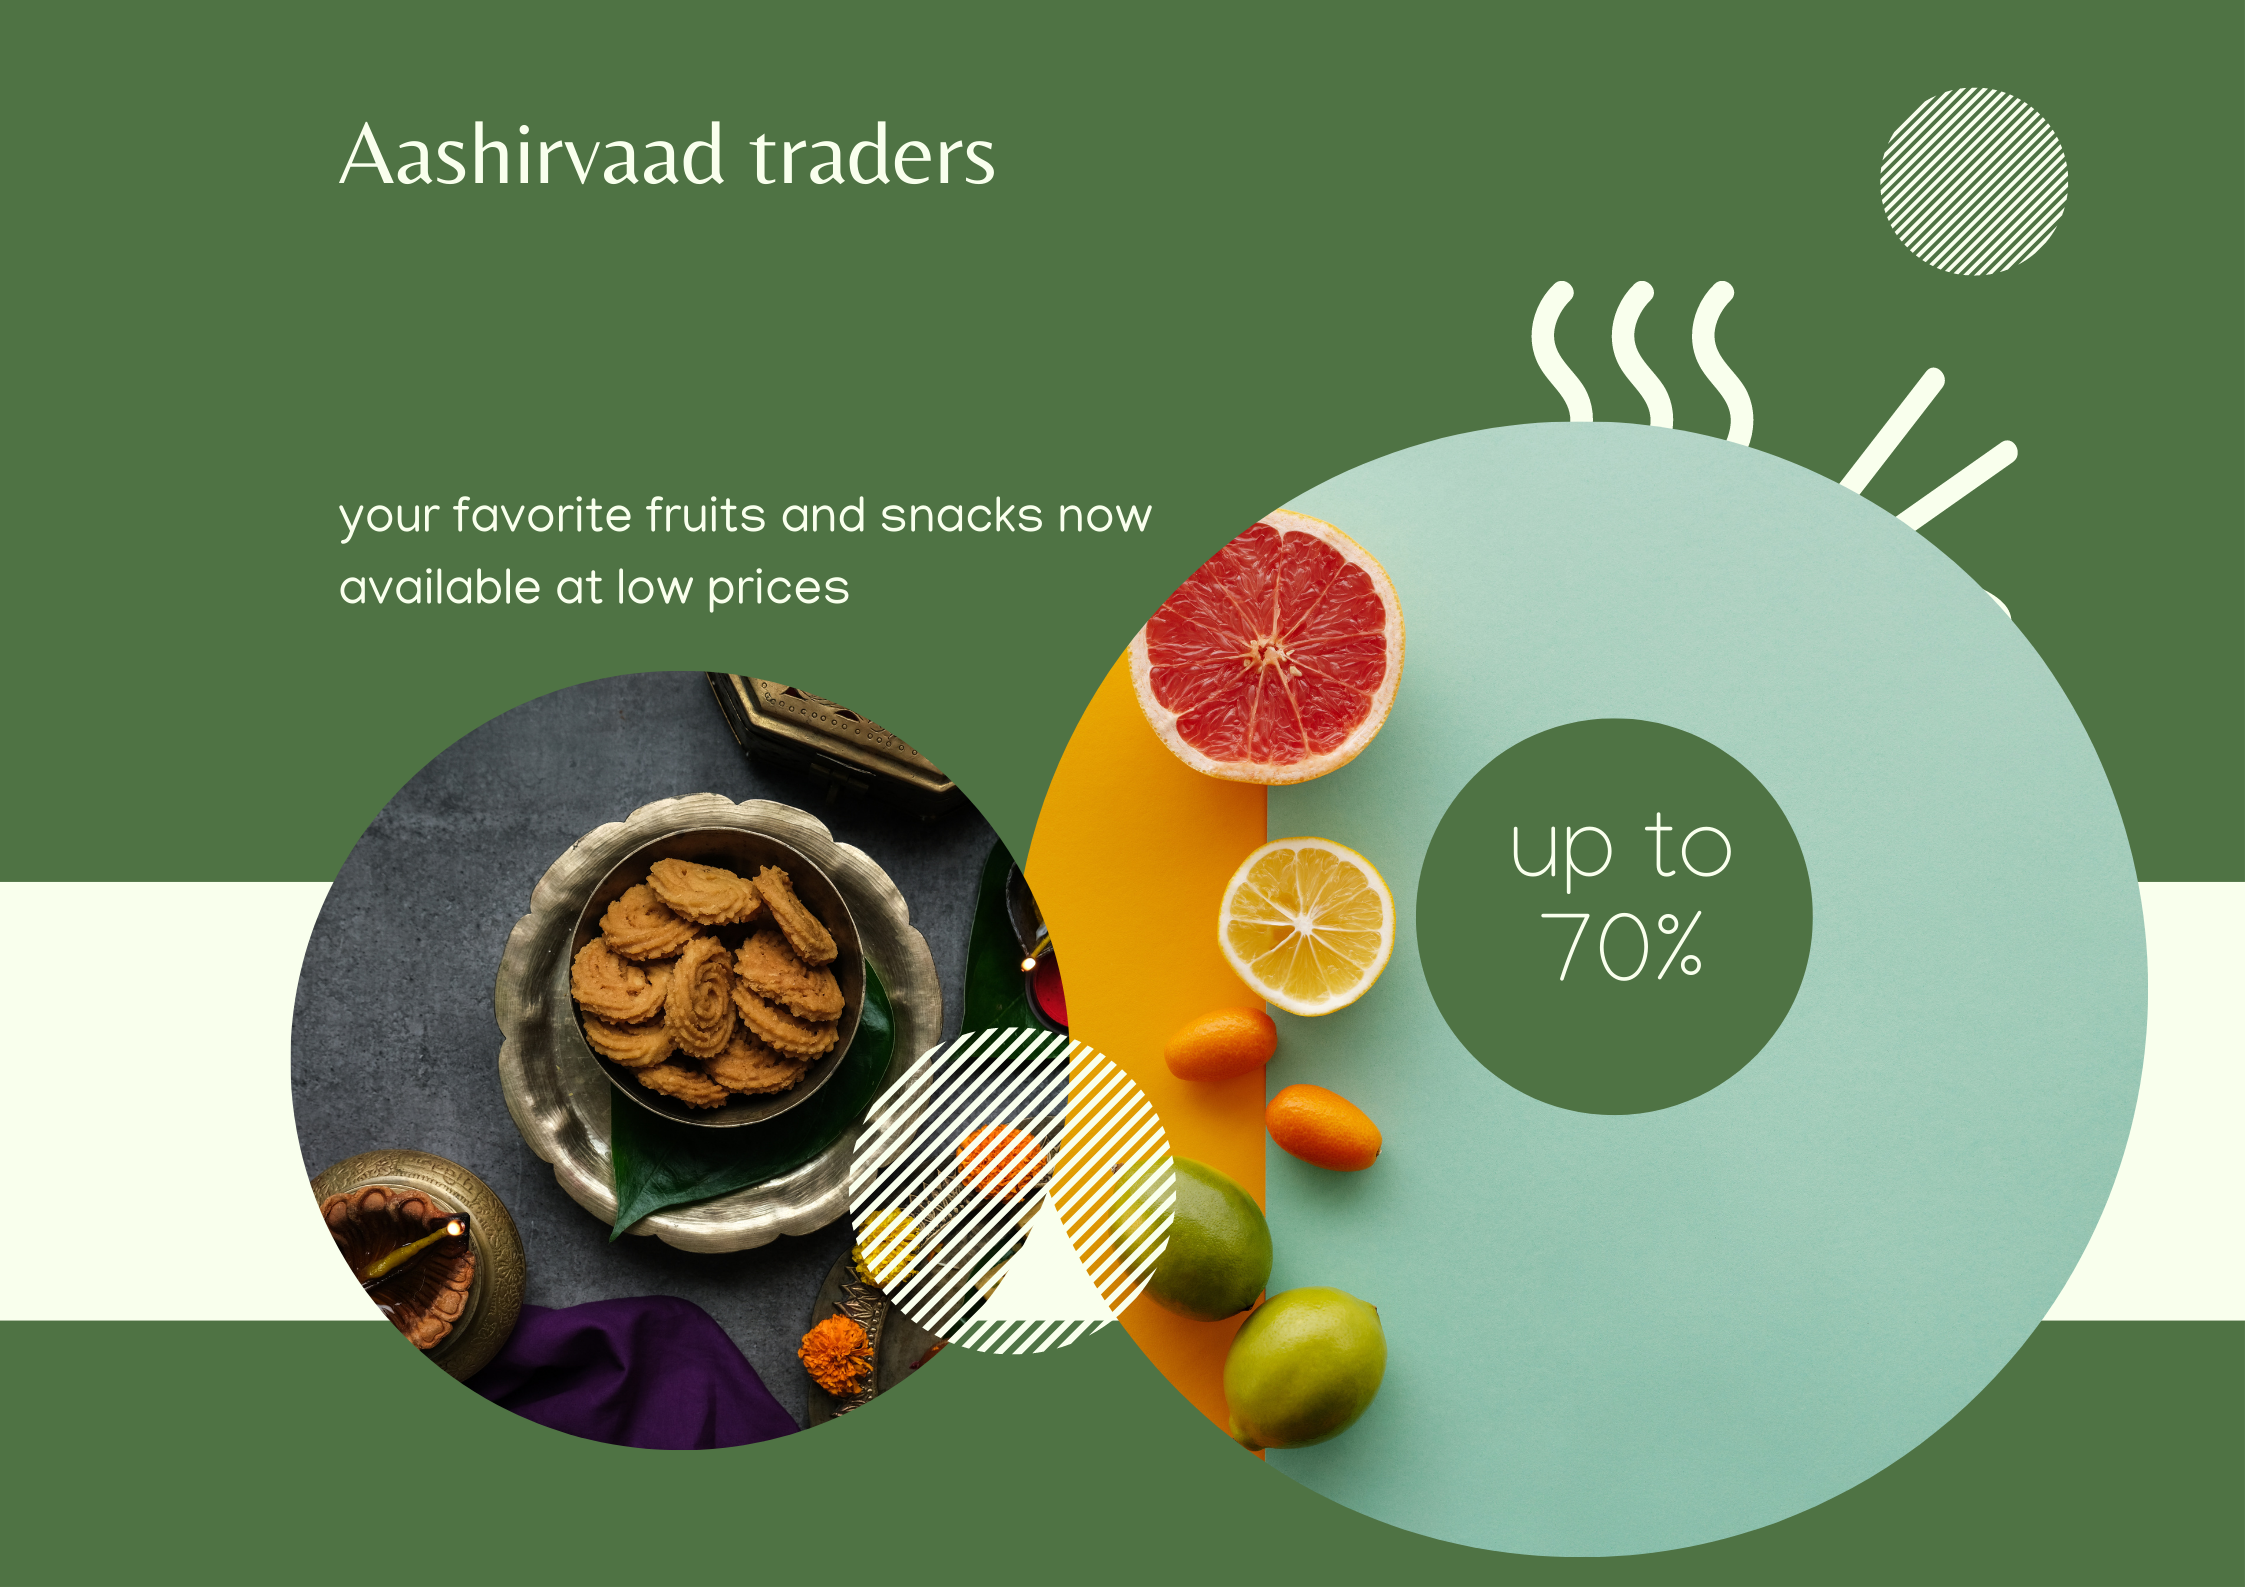 Aashirvaad traders
your favorite fruits and snacks now
available at low prices
up to
70%